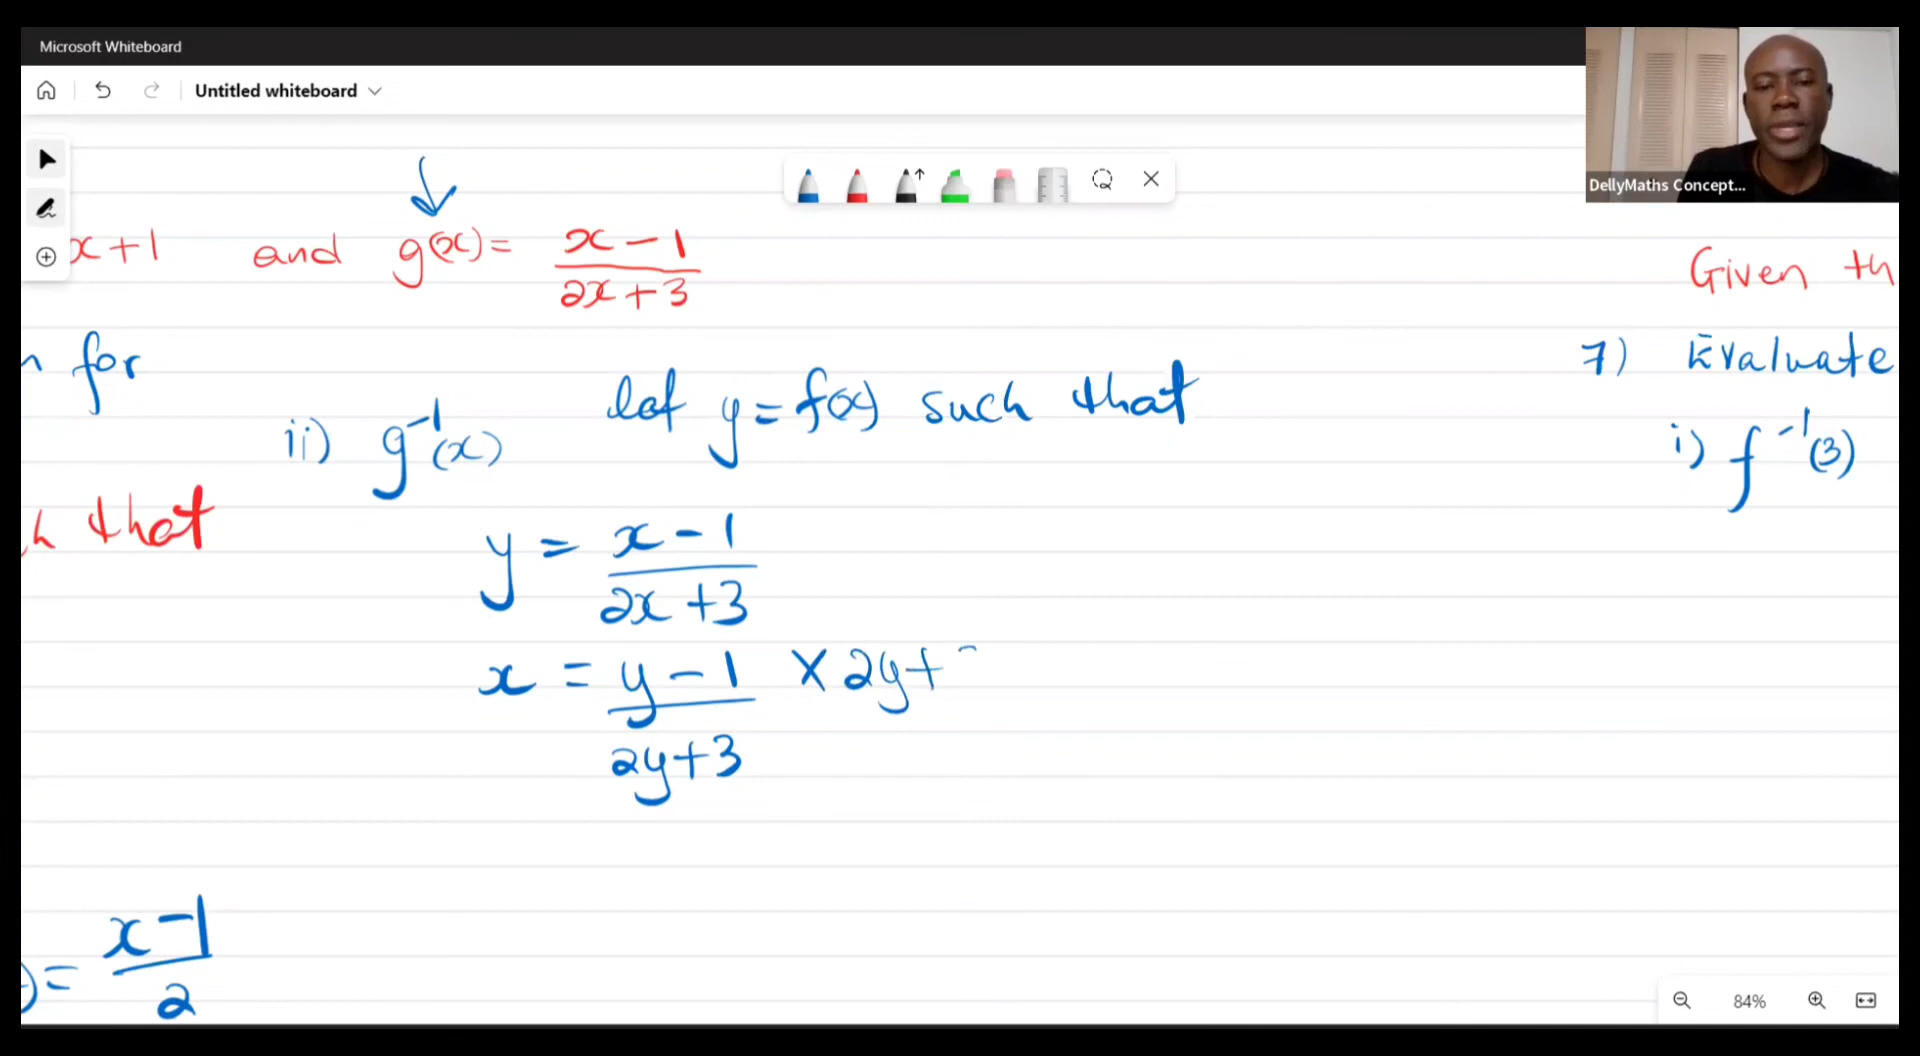 Microsoft Whiteboard
Untitled whiteboard
DellyMaths Concept...
x+1 and g(x) = x-1
2x+3
Given th
for
7) Evaluate
ii) g⁻¹(x) let y = f(x) such that
i) f⁻¹(3)
that
y = x-1
2x+3
x = y-1 × 2y+
2y+3
= x-1
2
84%